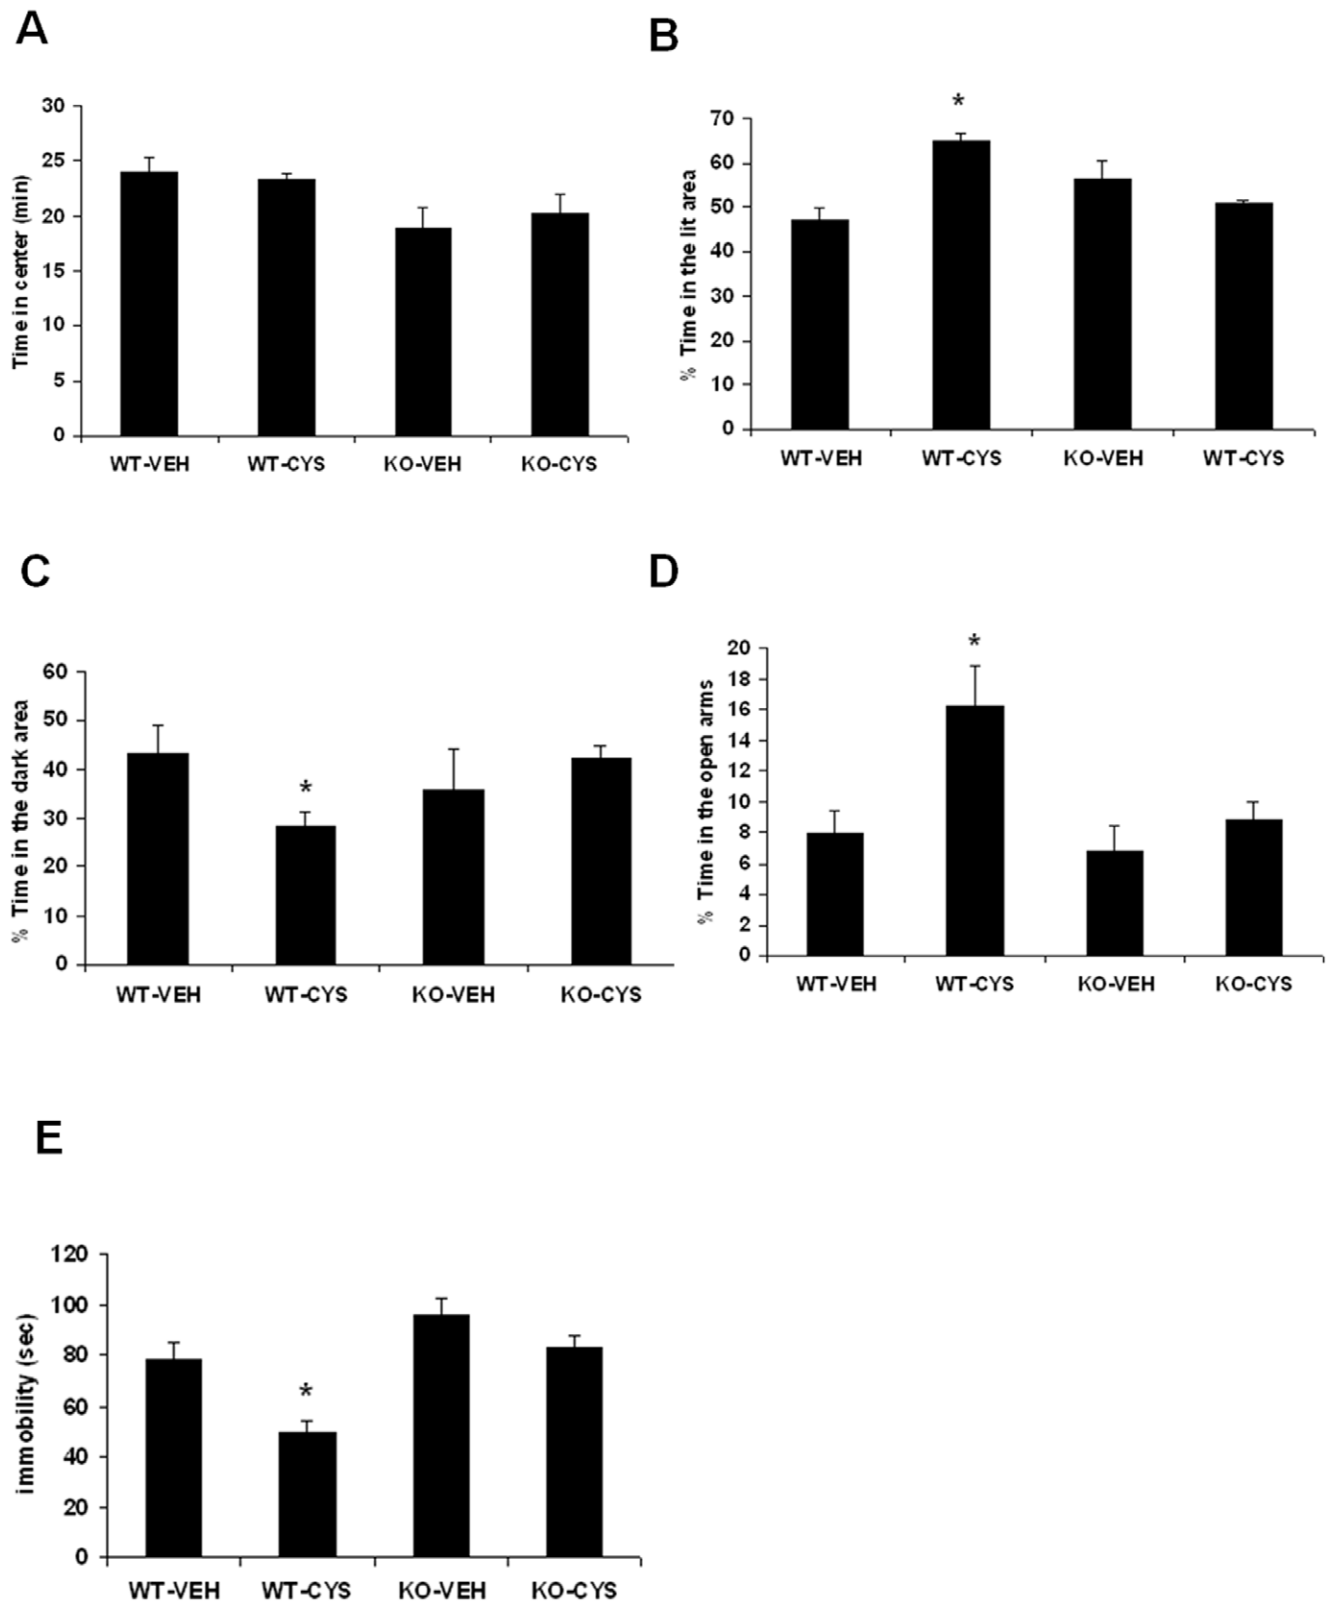 A
Time in center (min)
30
25
20
15
10
5
0
WT-VEH WT-CYS KO-VEH KO-CYS
B
*
% Time in the lit area
70
60
50
40
30
20
10
0
WT-VEH WT-CYS KO-VEH WT-CYS
C
% Time in the dark area
60
50
40
30
20
10
0
*
WT-VEH WT-CYS KO-VEH KO-CYS
D
*
% Time in the open arms
20
18
16
14
12
10
8
6
4
2
0
WT-VEH WT-CYS KO-VEH KO-CYS
E
immobility (sec)
120
100
80
60
40
20
0
*
WT-VEH WT-CYS KO-VEH KO-CYS